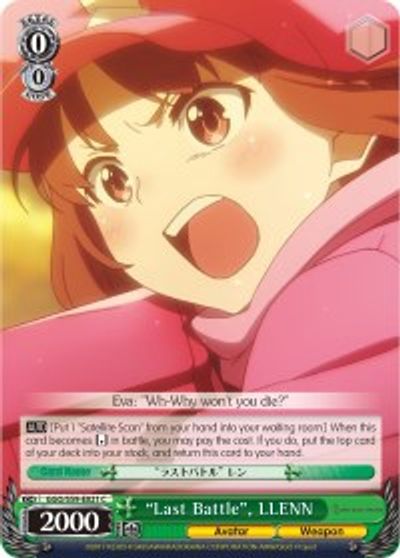 0
0
Eva: "Wh-Why won't you die?"
[Put 1 "Satellite Scan" from your hand into your waiting room] When this
card becomes [ ] in battle, you may pay the cost. If you do, put the top card
of your deck into your stock, and return this card to your hand.
Card Name
"ラストバトル" レン
2000
"Last Battle", LLENN
Avatar
Weapon